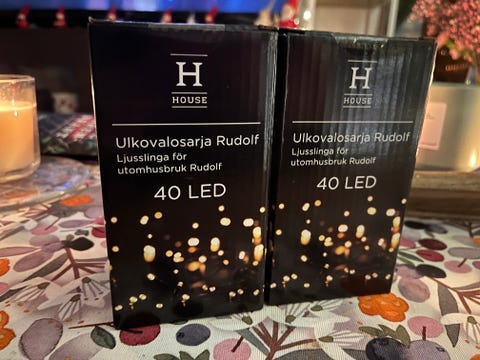 H
HOUSE
Ulkovalosarja Rudolf
Ljusslinga för
utomhusbruk Rudolf
40 LED
H
HOUSE
Ulkovalosarja Rudolf
Ljusslinga för
utomhusbruk Rudolf
40 LED